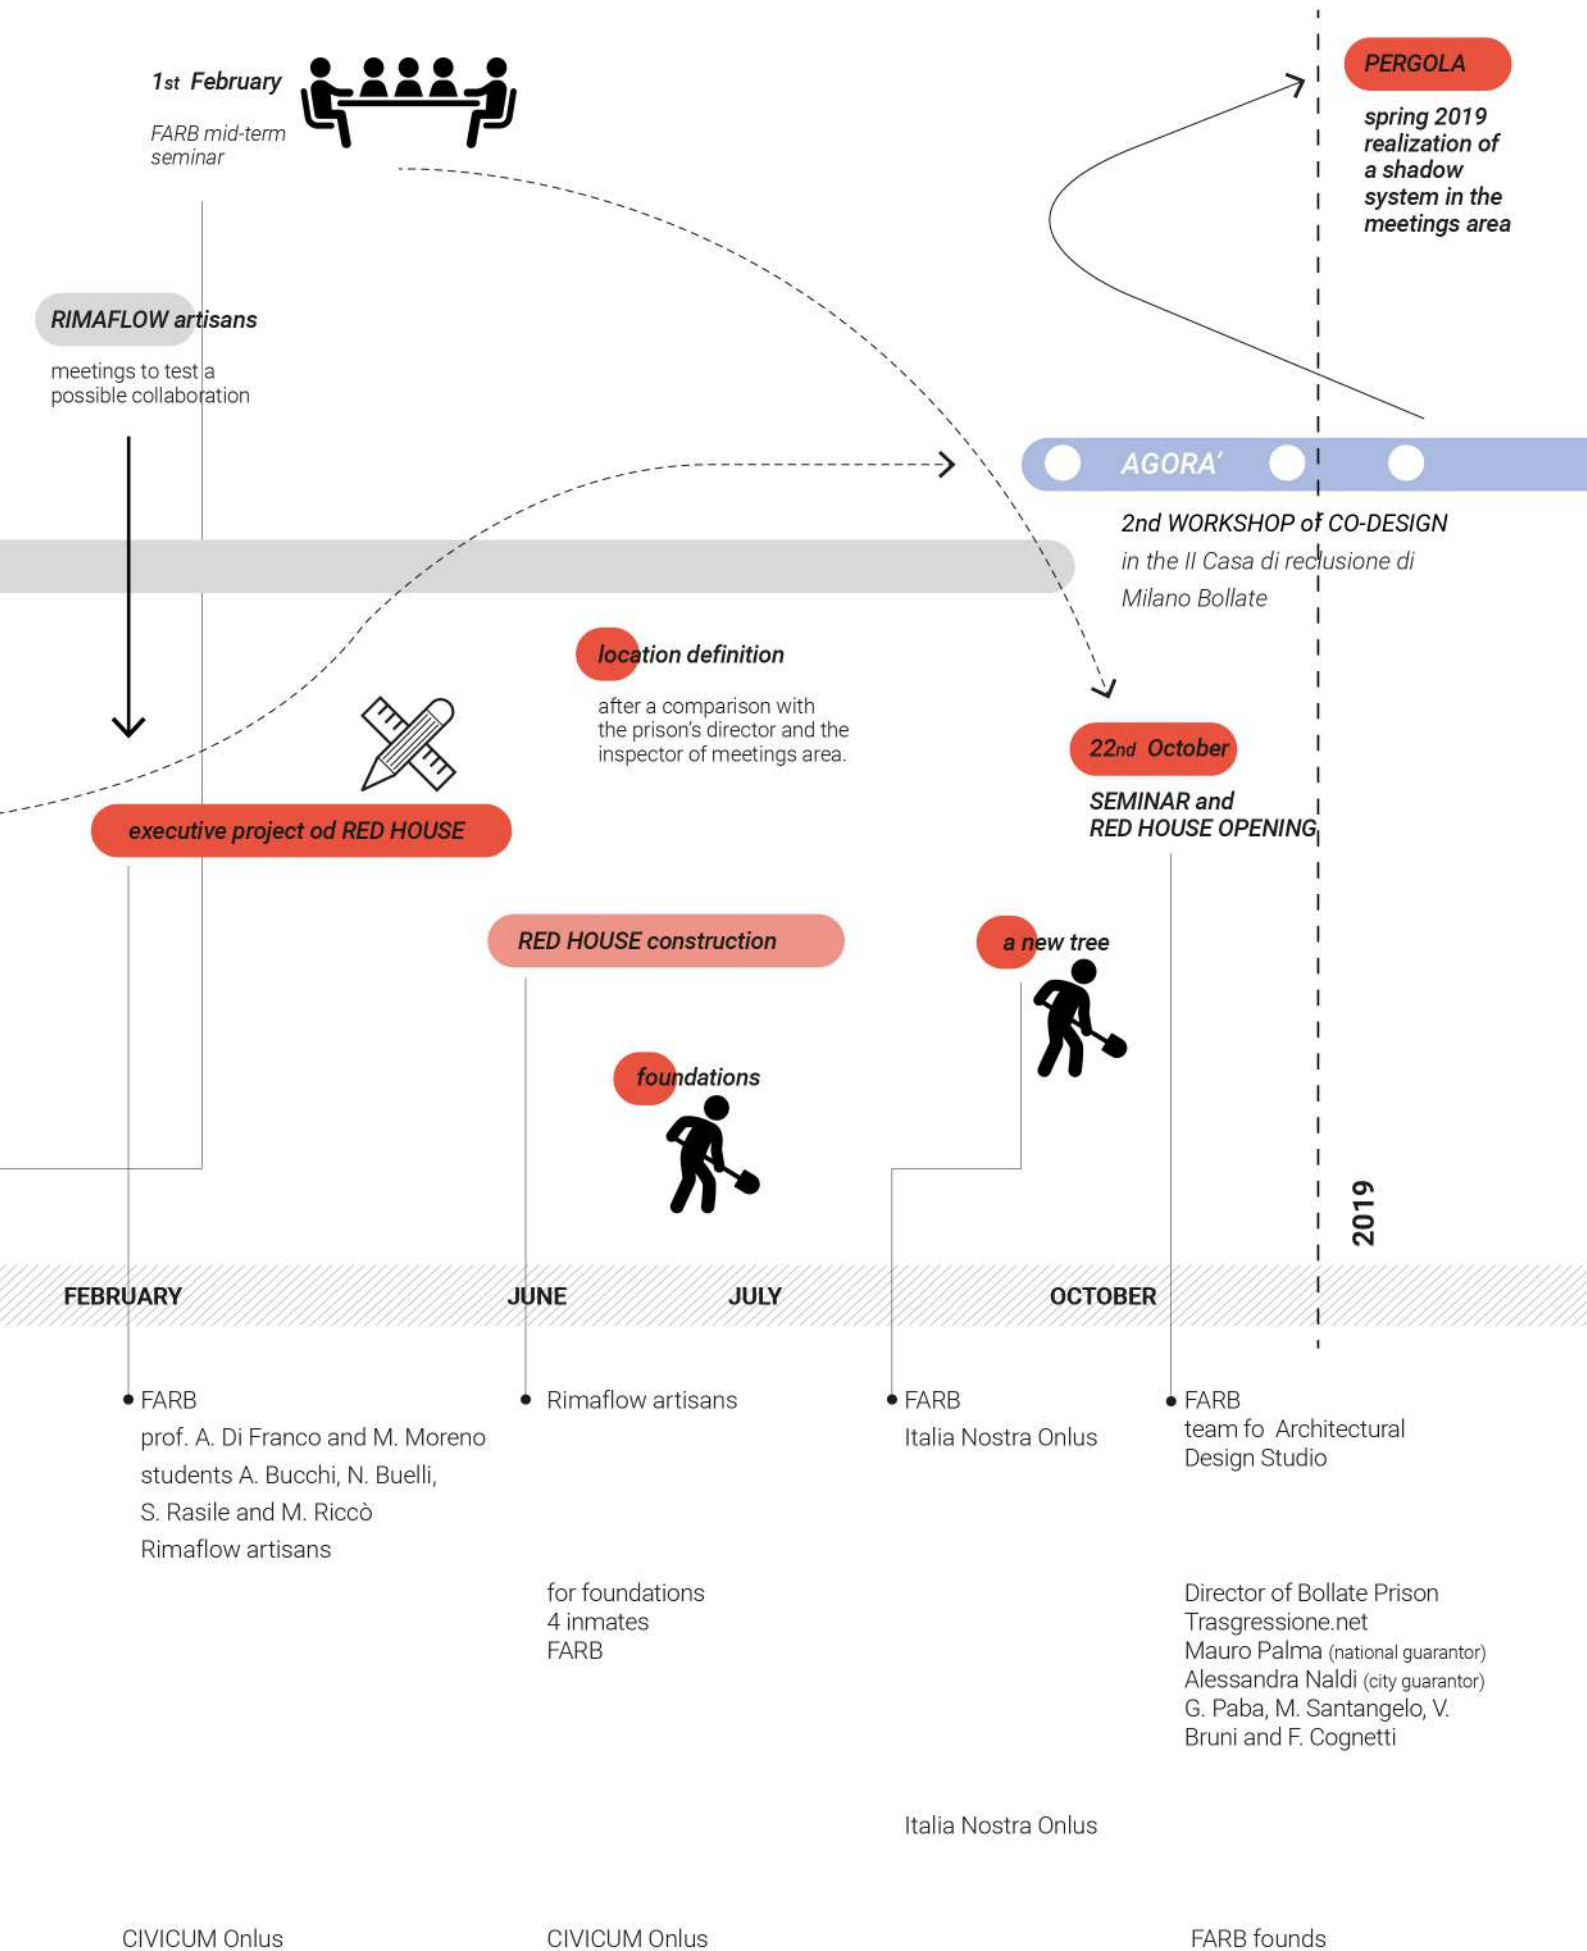 1st February
FARB mid-term
seminar
PERGOLA
spring 2019
realization of
a shadow
system in the
meetings area
RIMAFLOW artisans
meetings to test a
possible collaboration
AGORA'
2nd WORKSHOP of CO-DESIGN
in the II Casa di reclusione di
Milano Bollate
location definition
after a comparison with
the prison's director and the
inspector of meetings area.
22nd October
SEMINAR and
RED HOUSE OPENING
executive project od RED HOUSE
RED HOUSE construction
a new tree
foundations
2019
FEBRUARY
JUNE
JULY
OCTOBER
FARB
prof. A. Di Franco and M. Moreno
students A. Bucchi, N. Buelli,
S. Rasile and M. Riccò
Rimaflow artisans
Rimaflow artisans
for foundations
4 inmates
FARB
FARB
Italia Nostra Onlus
Italia Nostra Onlus
FARB
team fo Architectural
Design Studio
Director of Bollate Prison
Trasgressione.net
Mauro Palma (national guarantor)
Alessandra Naldi (city guarantor)
G. Paba, M. Santangelo, V.
Bruni and F. Cognetti
CIVICUM Onlus
CIVICUM Onlus
FARB founds